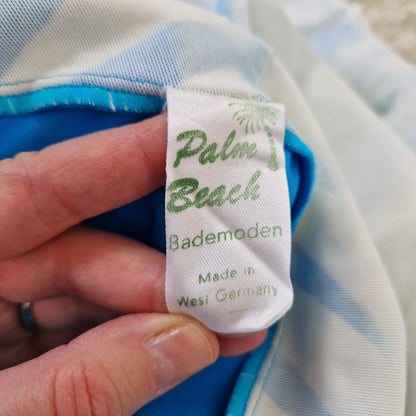 Palm
Beach
Bademoden
Made in
West Germany